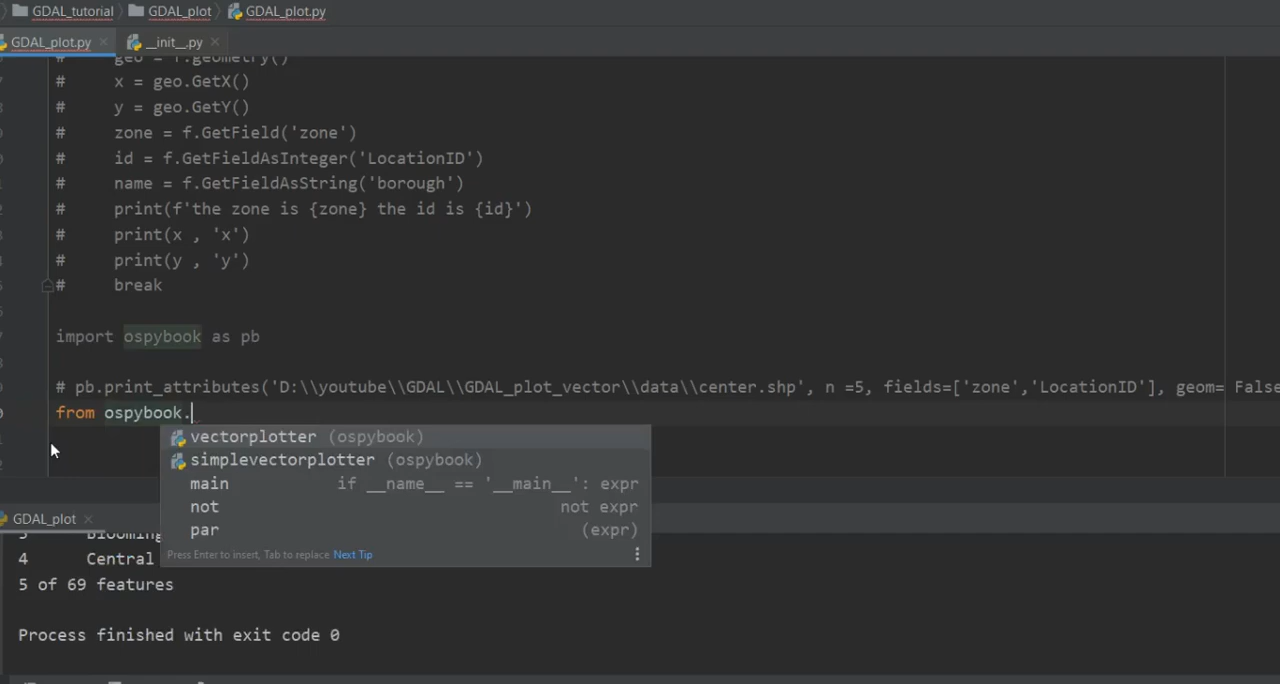 GDAL_tutorial GDAL_plot GDAL_plot.py
GDAL_plot.py __init__.py
# geo = f.geometry()
# x = geo.GetX()
# y = geo.GetY()
# zone = f.GetField('zone')
# id = f.GetFieldAsInteger('LocationID')
# name = f.GetFieldAsString('borough')
# print(f'the zone is {zone} the id is {id}')
# print(x , 'x')
# print(y , 'y')
# break
import ospybook as pb
# pb.print_attributes('D:\\youtube\\GDAL\\GDAL_plot_vector\\data\\center.shp', n =5, fields=['zone','LocationID'], geom= False
from ospybook.
vectorplotter (ospybook)
simplevectorplotter (ospybook)
main if __name__ == '__main__': expr
not not expr
par (expr)
Press Enter to insert, Tab to replace Next Tip
GDAL_plot
4 Central
5 of 69 features
Process finished with exit code 0